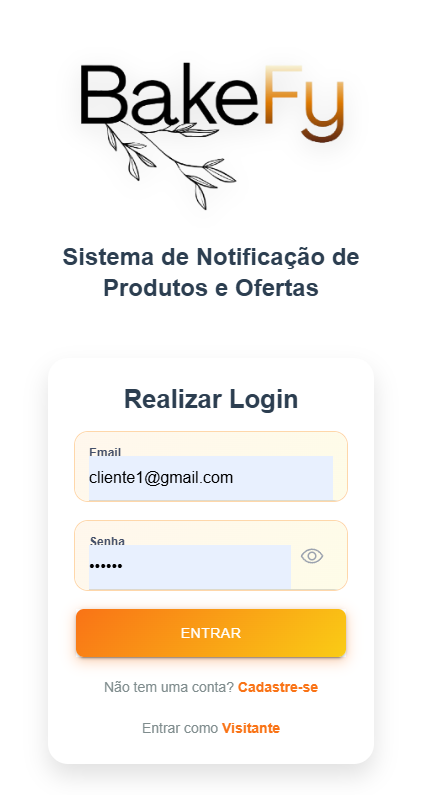 BakeFy
Sistema de Notificação de
Produtos e Ofertas
Realizar Login
Email
cliente1@gmail.com
Senha
••••••
ENTRAR
Não tem uma conta? Cadastre-se
Entrar como Visitante